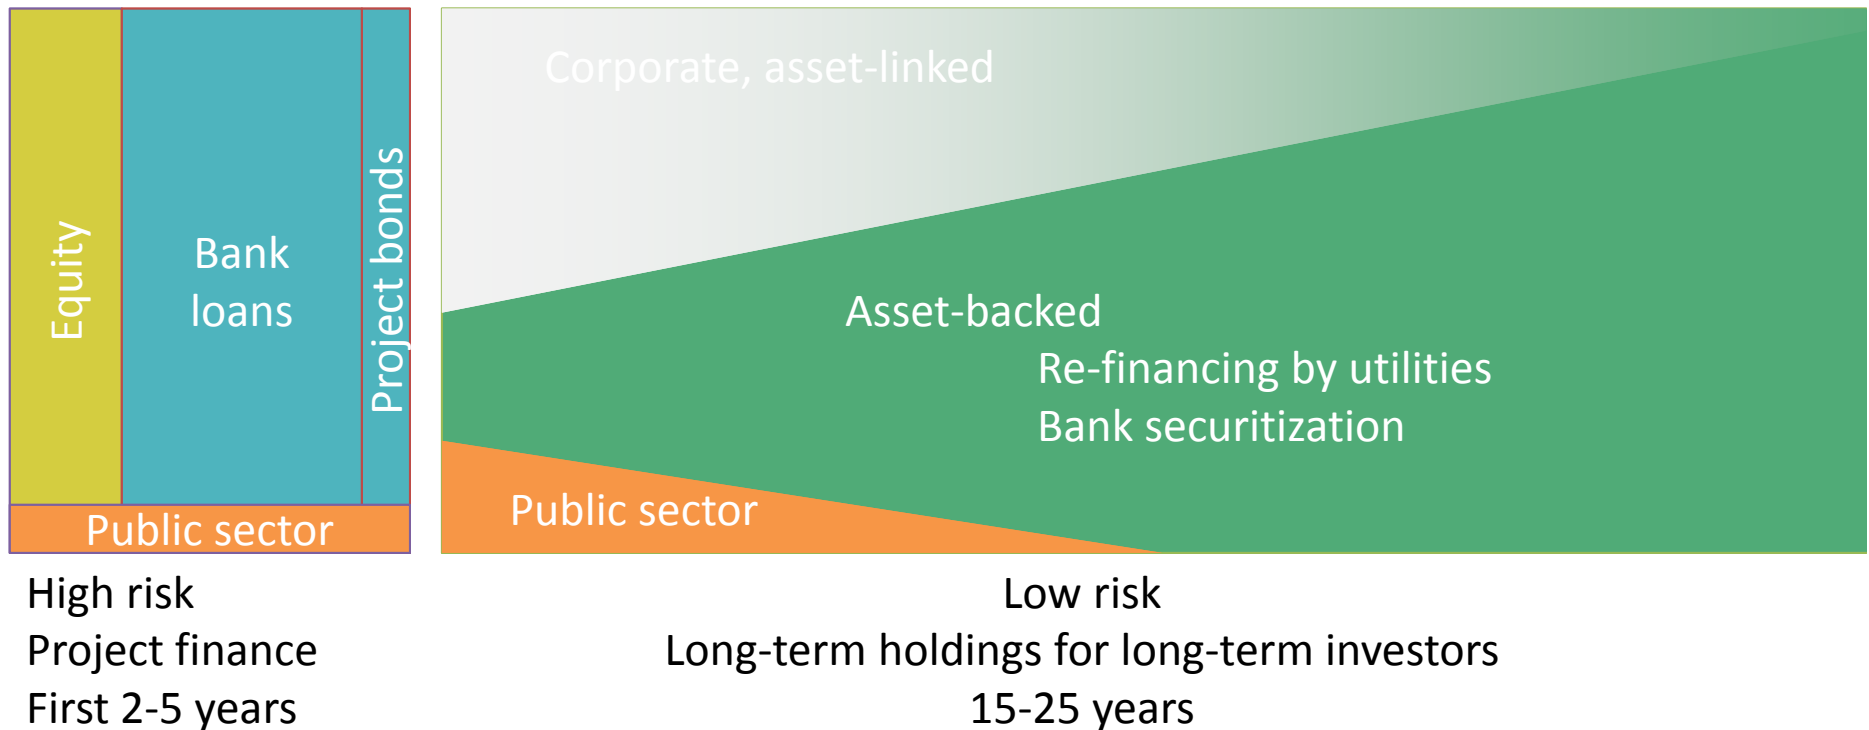 Equity
Bank
loans
Project bonds
Public sector
Corporate, asset-linked
Asset-backed
Re-financing by utilities
Bank securitization
Public sector
High risk
Project finance
First 2-5 years
Low risk
Long-term holdings for long-term investors
15-25 years